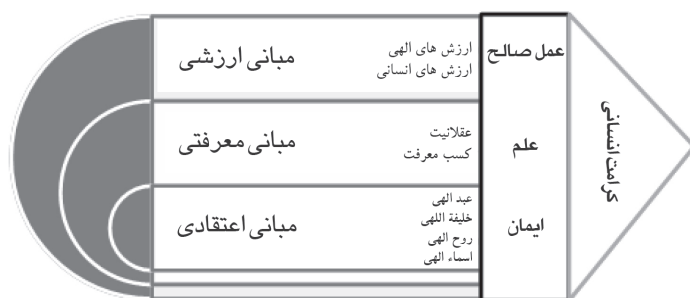 عمل صالح
ارزش های الهی
ارزش های انسانی
مبانی ارزشی
علم
عقلانیت
کسب معرفت
مبانی معرفتی
ایمان
عبد الهی
خلیفة اللهی
روح الهی
اسماء الهی
مبانی اعتقادی
کرامت انسانی